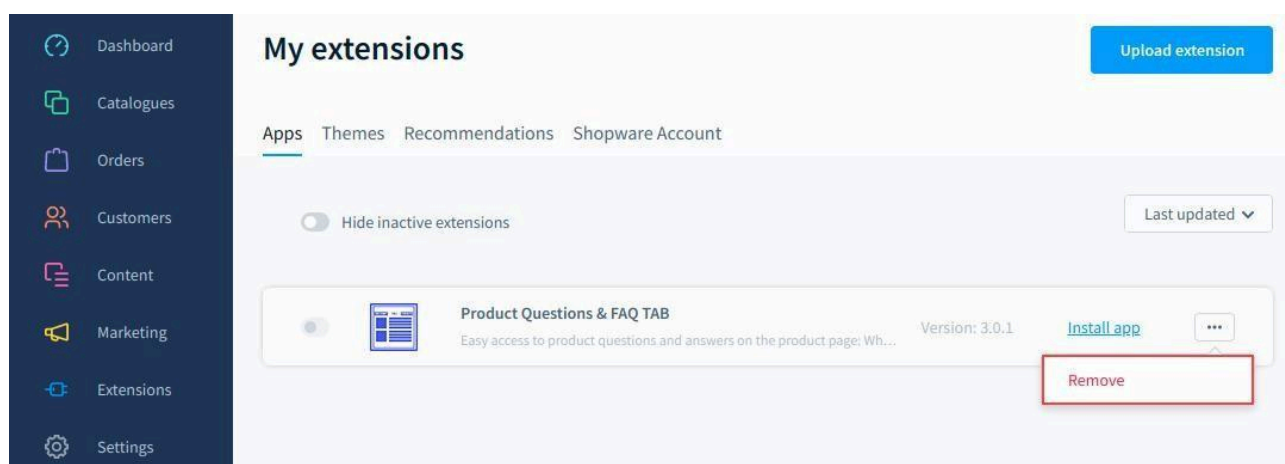 Dashboard
Catalogues
Orders
Customers
Content
Marketing
Extensions
Settings
My extensions
Upload extension
Apps Themes Recommendations Shopware Account
Hide inactive extensions
Last updated
Product Questions & FAQ TAB
Easy access to product questions and answers on the product page: Wh...
Version: 3.0.1
Install app
Remove